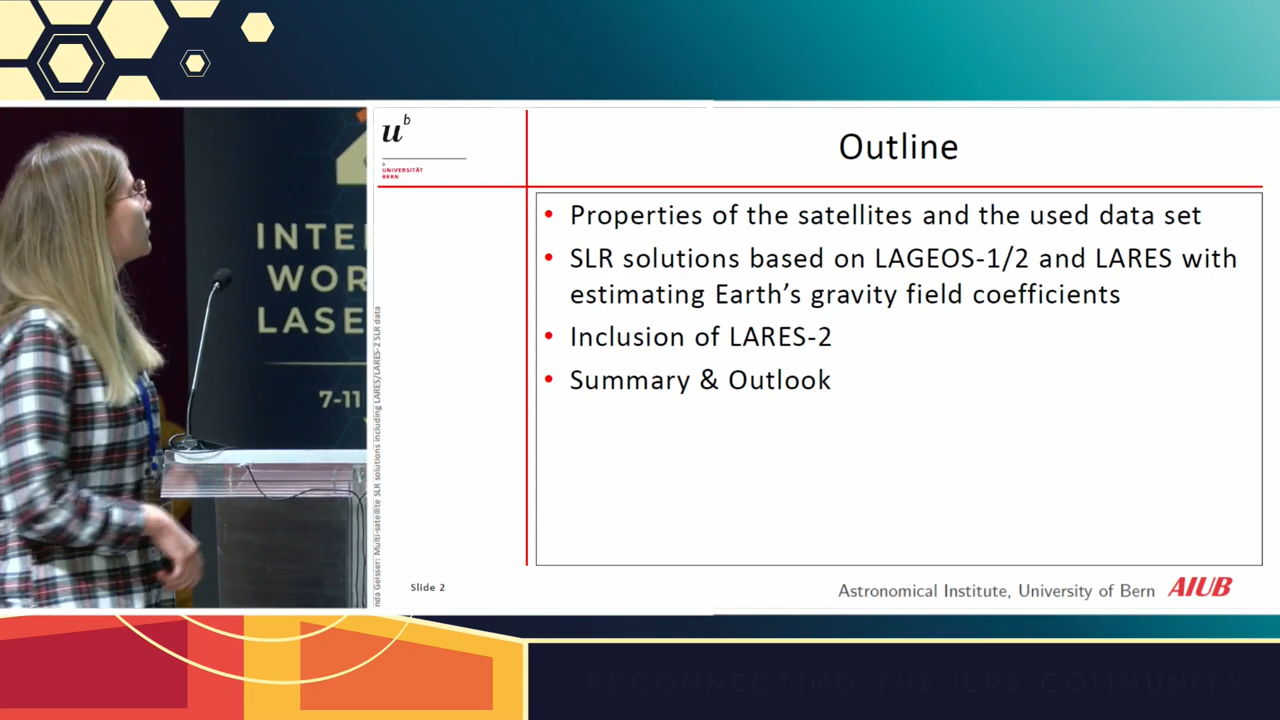 u^b
UNIVERSITÄT
BERN
Outline
• Properties of the satellites and the used data set
• SLR solutions based on LAGEOS-1/2 and LARES with
estimating Earth's gravity field coefficients
• Inclusion of LARES-2
• Summary & Outlook
INTE
WOR
LASE
7-11
nda Geisser: Multi-satellite SLR solutions including LARES/LARES-2 SLR data
Slide 2
Astronomical Institute, University of Bern AIUB
RECONNECTING THE ILRS COMMUNITY